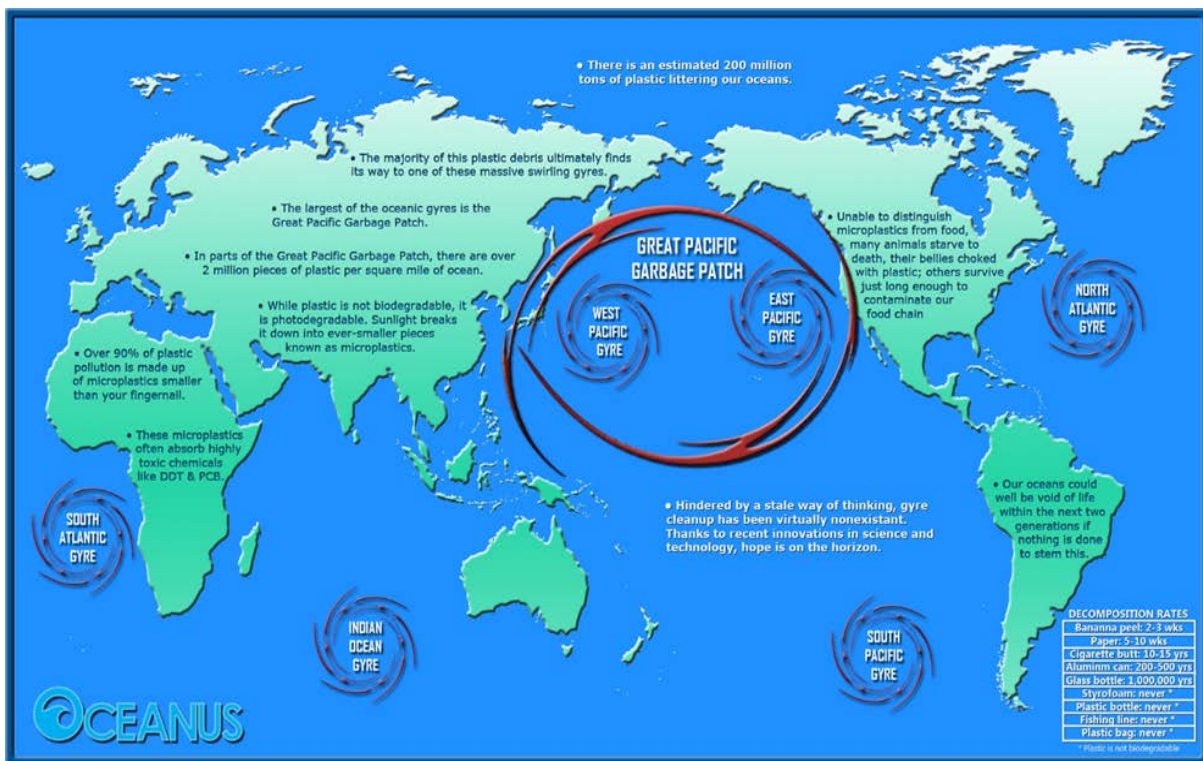 • There is an estimated 200 million
tons of plastic littering our oceans.
• The majority of this plastic debris ultimately finds
its way to one of these massive swirling gyres.
• The largest of the oceanic gyres is the
Great Pacific Garbage Patch.
• In parts of the Great Pacific Garbage Patch, there are over
2 million pieces of plastic per square mile of ocean.
• While plastic is not biodegradable, it
is photodegradable. Sunlight breaks
it down into ever-smaller pieces
known as microplastics.
• Over 90% of plastic
pollution is made up
of microplastics smaller
than your fingernail.
• These microplastics
often absorb highly
toxic chemicals
like DDT & PCB.
GREAT PACIFIC
GARBAGE PATCH
WEST
PACIFIC
GYRE
EAST
PACIFIC
GYRE
• Unable to distinguish
microplastics from food,
many animals starve to
death, their bellies choked
with plastic; others survive
just long enough to
contaminate our
food chain
NORTH
ATLANTIC
GYRE
SOUTH
ATLANTIC
GYRE
INDIAN
OCEAN
GYRE
• Hindered by a stale way of thinking, gyre
cleanup has been virtually nonexistant.
Thanks to recent innovations in science and
technology, hope is on the horizon.
• Our oceans could
well be void of life
within the next two
generations if
nothing is done
to stem this.
SOUTH
PACIFIC
GYRE
DECOMPOSITION RATES
Bananna peel: 2-3 wks
Paper: 5-10 wks
Cigarette butt: 10-15 yrs
Aluminm can: 200-500 yrs
Glass bottle: 1,000,000 yrs
Styrofoam: never *
Plastic bottle: never *
Fishing line: never *
Plastic bag: never *
* Plastic is not biodegradable
OCEANUS